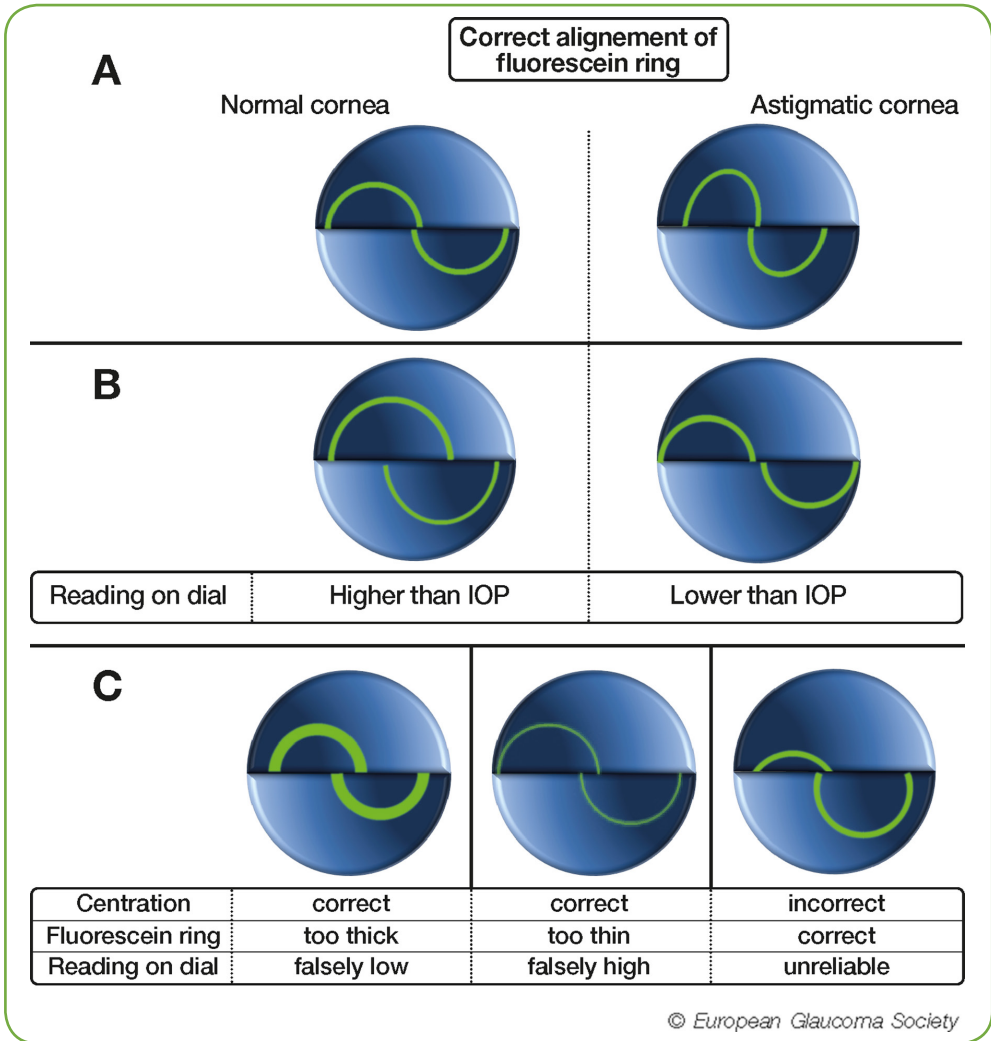 Correct alignement of
fluorescein ring
A
Normal cornea
Astigmatic cornea
B
Reading on dial Higher than IOP Lower than IOP
C
Centration correct correct incorrect
Fluorescein ring too thick too thin correct
Reading on dial falsely low falsely high unreliable
© European Glaucoma Society